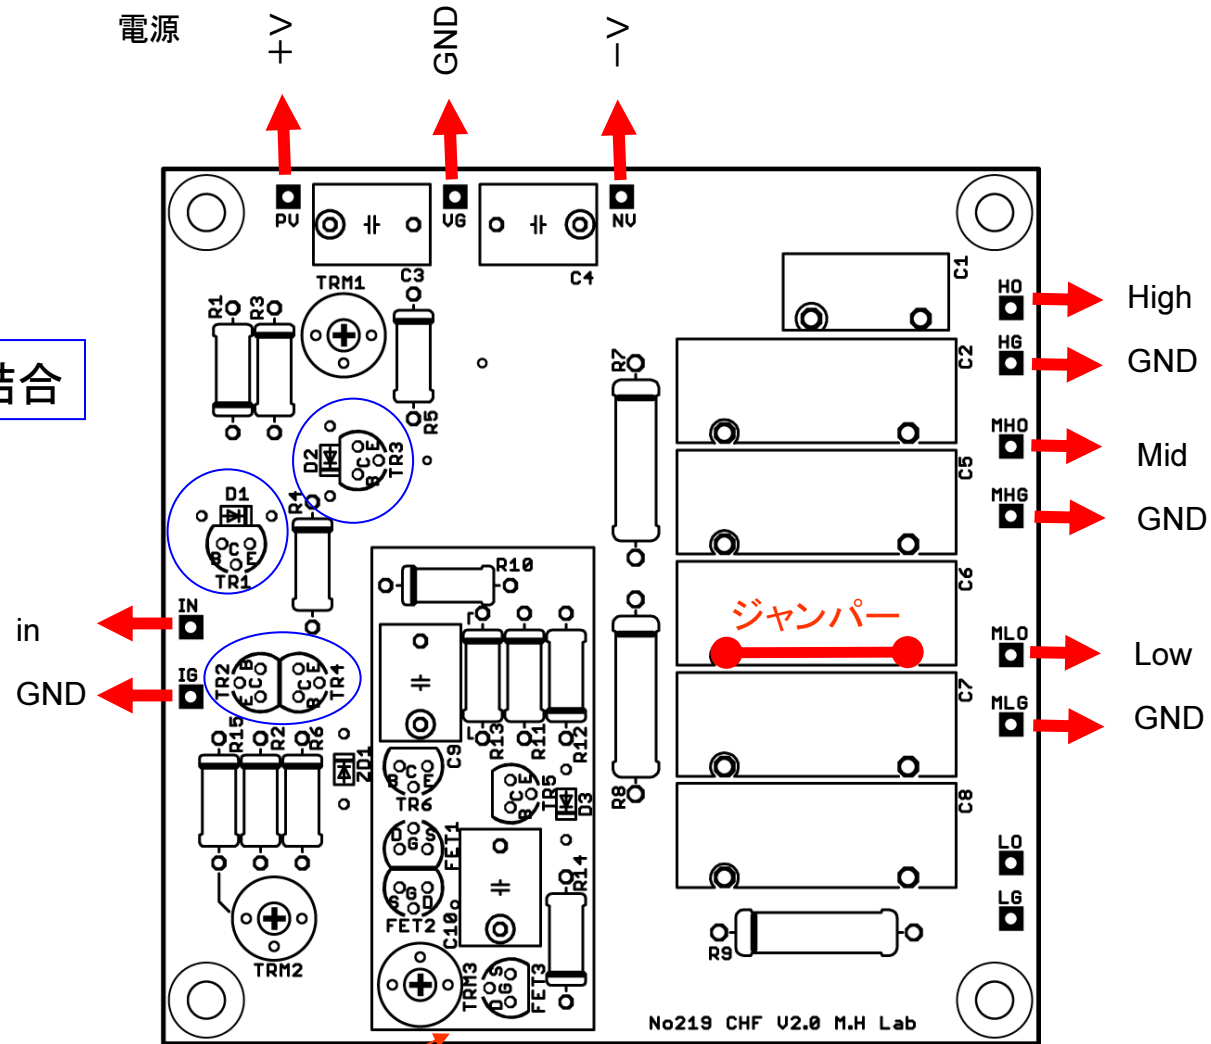 電源
+V
GND
−V
PV
VG
NV
C3
C4
C1
TRM1
R1
R3
HO
High
HG
GND
C2
R7
R5
結合
MHO
Mid
D2
C
E
B
TR3
C5
MHG
GND
D1
R4
B
C
E
TR1
R10
C6
IN
in
ジャンパー
MLO
Low
IG
GND
TR2
B
C
E
E
C
B
TR4
C7
MLG
GND
R15
R2
R6
ZD1
C9
R13
R11
R12
B
C
E
TR6
E
C
B
TR5
D3
R8
C8
D
G
S
FET1
LO
R14
S
G
D
FET2
C10
LG
R9
TRM2
TRM3
S
G
D
FET3
No219 CHF V2.0 M.H Lab